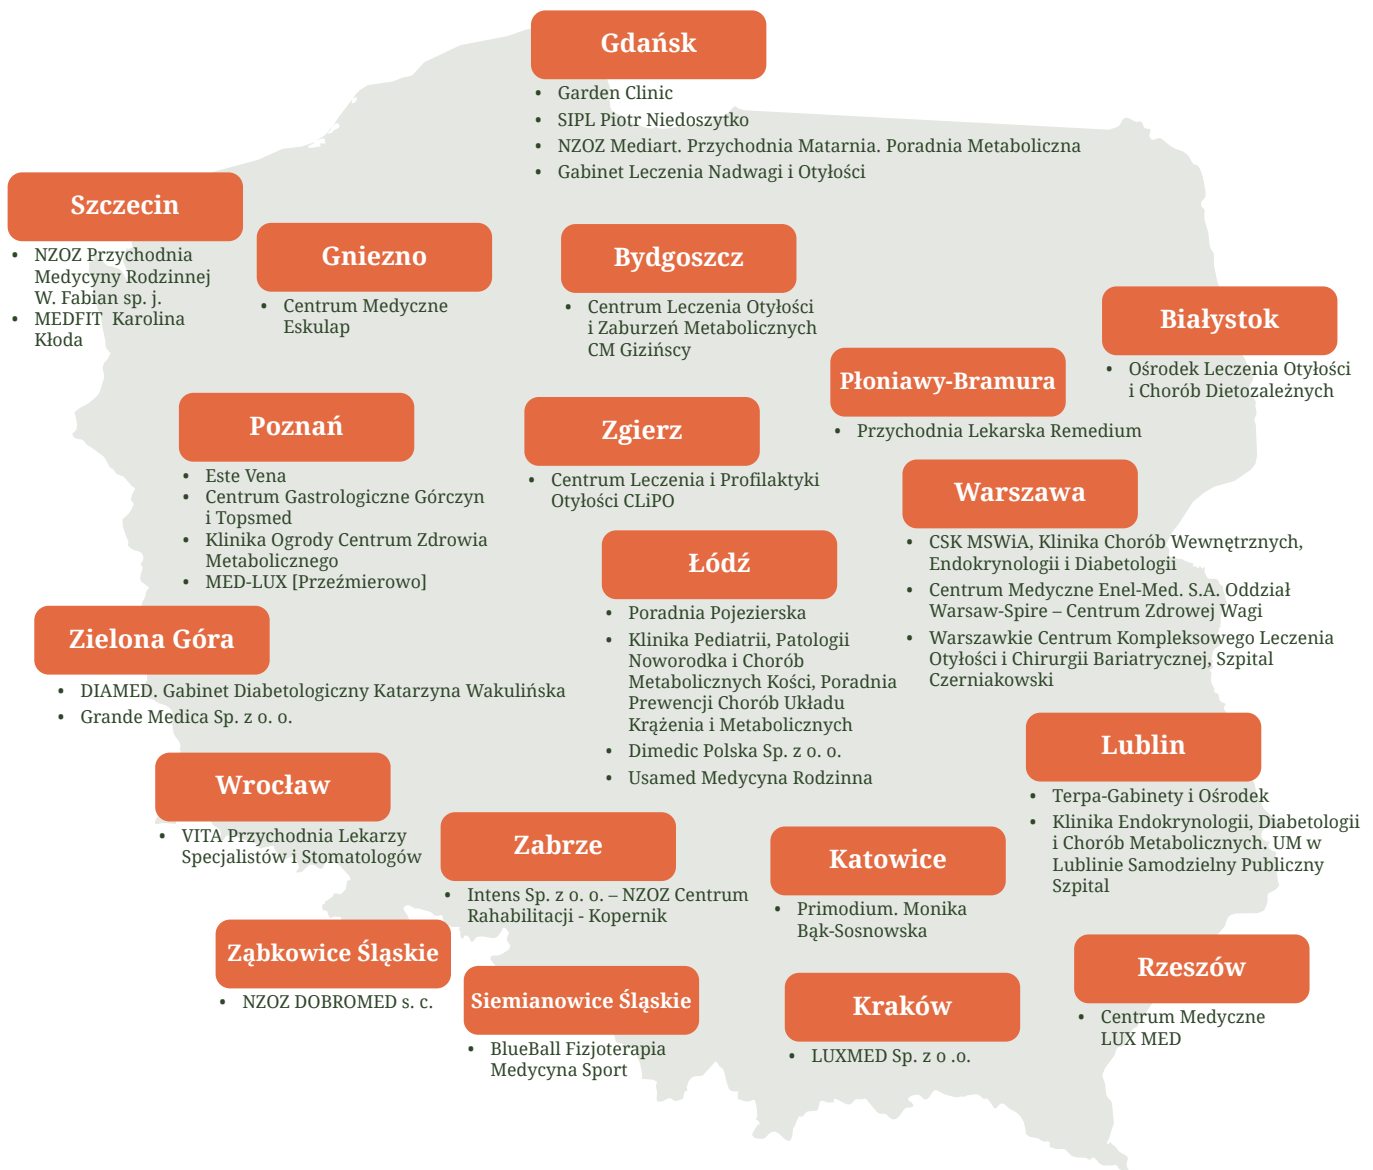 Gdańsk
• Garden Clinic
• SIPL Piotr Niedoszytko
• NZOZ Mediart. Przychodnia Matarnia. Poradnia Metaboliczna
• Gabinet Leczenia Nadwagi i Otyłości
Szczecin
• NZOZ Przychodnia
Medycyny Rodzinnej
W. Fabian sp. j.
• MEDFIT Karolina
Kłoda
Gniezno
• Centrum Medyczne
Eskulap
Bydgoszcz
• Centrum Leczenia Otyłości
i Zaburzeń Metabolicznych
CM Gizińscy
Białystok
• Ośrodek Leczenia Otyłości
i Chorób Dietozależnych
Płoniawy-Bramura
• Przychodnia Lekarska Remedium
Poznań
• Este Vena
• Centrum Gastrologiczne Górczyn
i Topsmed
• Klinika Ogrody Centrum Zdrowia
Metabolicznego
• MED-LUX [Przeźmierowo]
Zgierz
• Centrum Leczenia i Profilaktyki
Otyłości CLiPO
Warszawa
• CSK MSWiA, Klinika Chorób Wewnętrznych,
Endokrynologii i Diabetologii
• Centrum Medyczne Enel-Med. S.A. Oddział
Warsaw-Spire – Centrum Zdrowej Wagi
• Warszawkie Centrum Kompleksowego Leczenia
Otyłości i Chirurgii Bariatrycznej, Szpital
Czerniakowski
Łódź
• Poradnia Pojezierska
• Klinika Pediatrii, Patologii
Noworodka i Chorób
Metabolicznych Kości, Poradnia
Prewencji Chorób Układu
Krążenia i Metabolicznych
• Dimedic Polska Sp. z o. o.
• Usamed Medycyna Rodzinna
Zielona Góra
• DIAMED. Gabinet Diabetologiczny Katarzyna Wakulińska
• Grande Medica Sp. z o. o.
Lublin
• Terpa-Gabinety i Ośrodek
• Klinika Endokrynologii, Diabetologii
i Chorób Metabolicznych. UM w
Lublinie Samodzielny Publiczny
Szpital
Wrocław
• VITA Przychodnia Lekarzy
Specjalistów i Stomatologów
Zabrze
• Intens Sp. z o. o. – NZOZ Centrum
Rahabilitacji - Kopernik
Katowice
• Primodium. Monika
Bąk-Sosnowska
Ząbkowice Śląskie
• NZOZ DOBROMED s. c.
Siemianowice Śląskie
• BlueBall Fizjoterapia
Medycyna Sport
Kraków
• LUXMED Sp. z o .o.
Rzeszów
• Centrum Medyczne
LUX MED